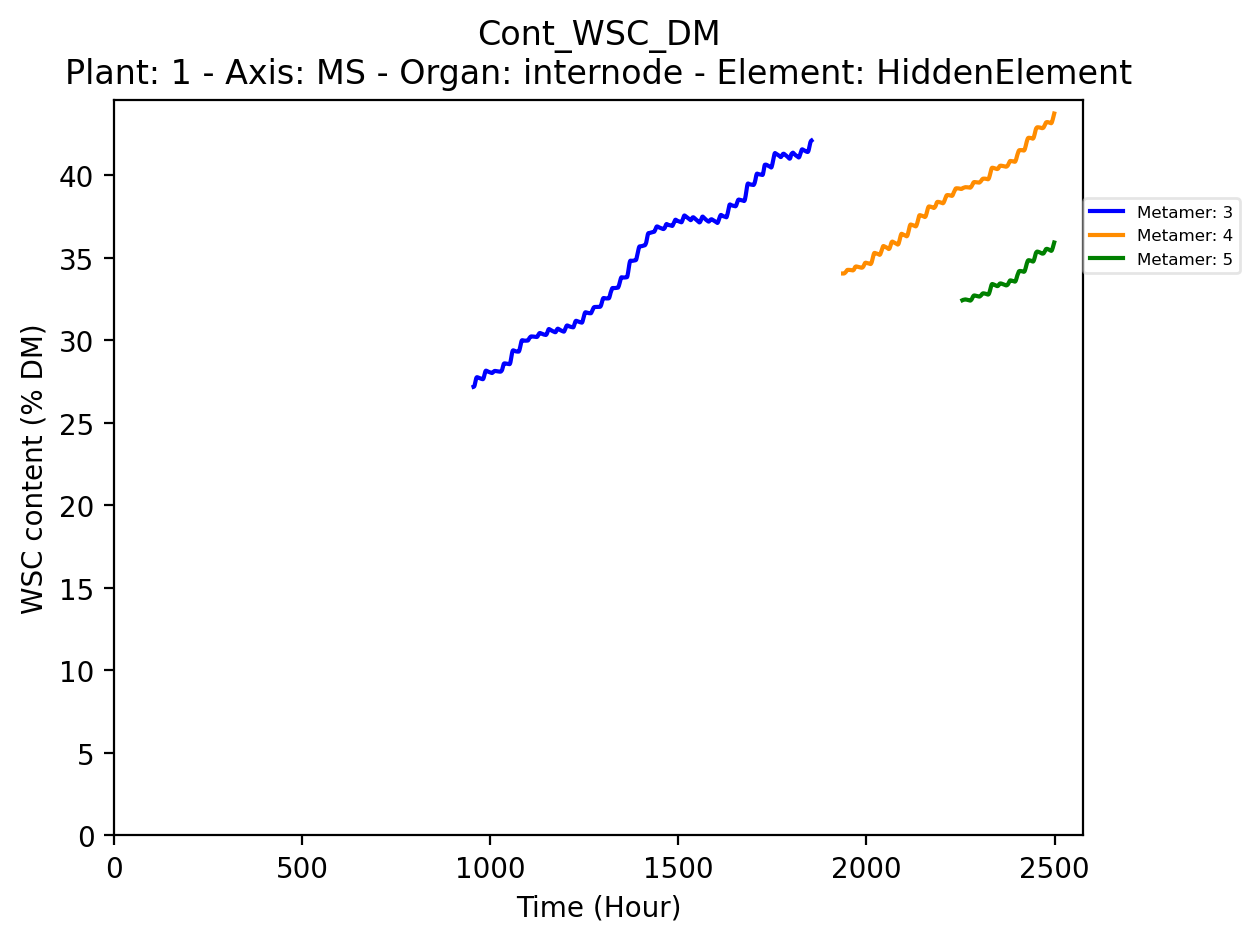 Cont_WSC_DM
Plant: 1 - Axis: MS - Organ: internode - Element: HiddenElement
WSC content (% DM)
40
35
30
25
20
15
10
5
0
Metamer: 3
Metamer: 4
Metamer: 5
0 500 1000 1500 2000 2500
Time (Hour)